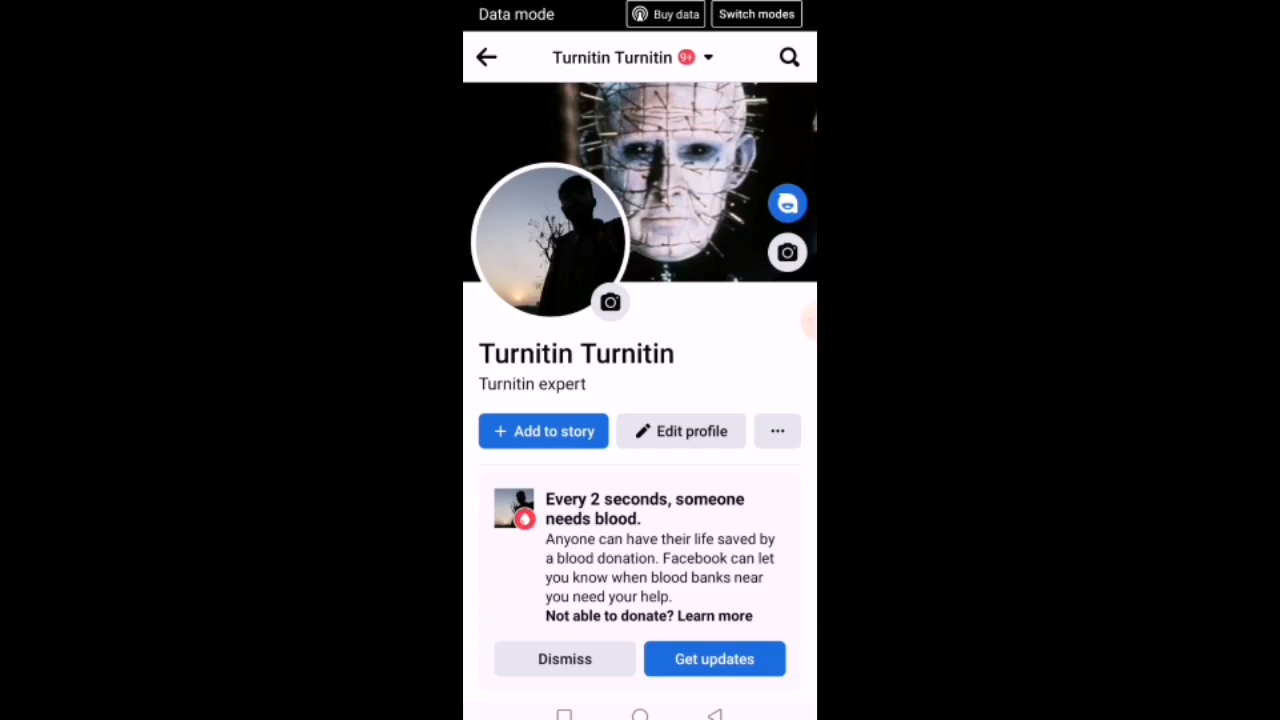 Data mode
Buy data
Switch modes
Turnitin Turnitin 9+
Turnitin Turnitin
Turnitin expert
+ Add to story
Edit profile
Every 2 seconds, someone
needs blood.
Anyone can have their life saved by
a blood donation. Facebook can let
you know when blood banks near
you need your help.
Not able to donate? Learn more
Dismiss
Get updates